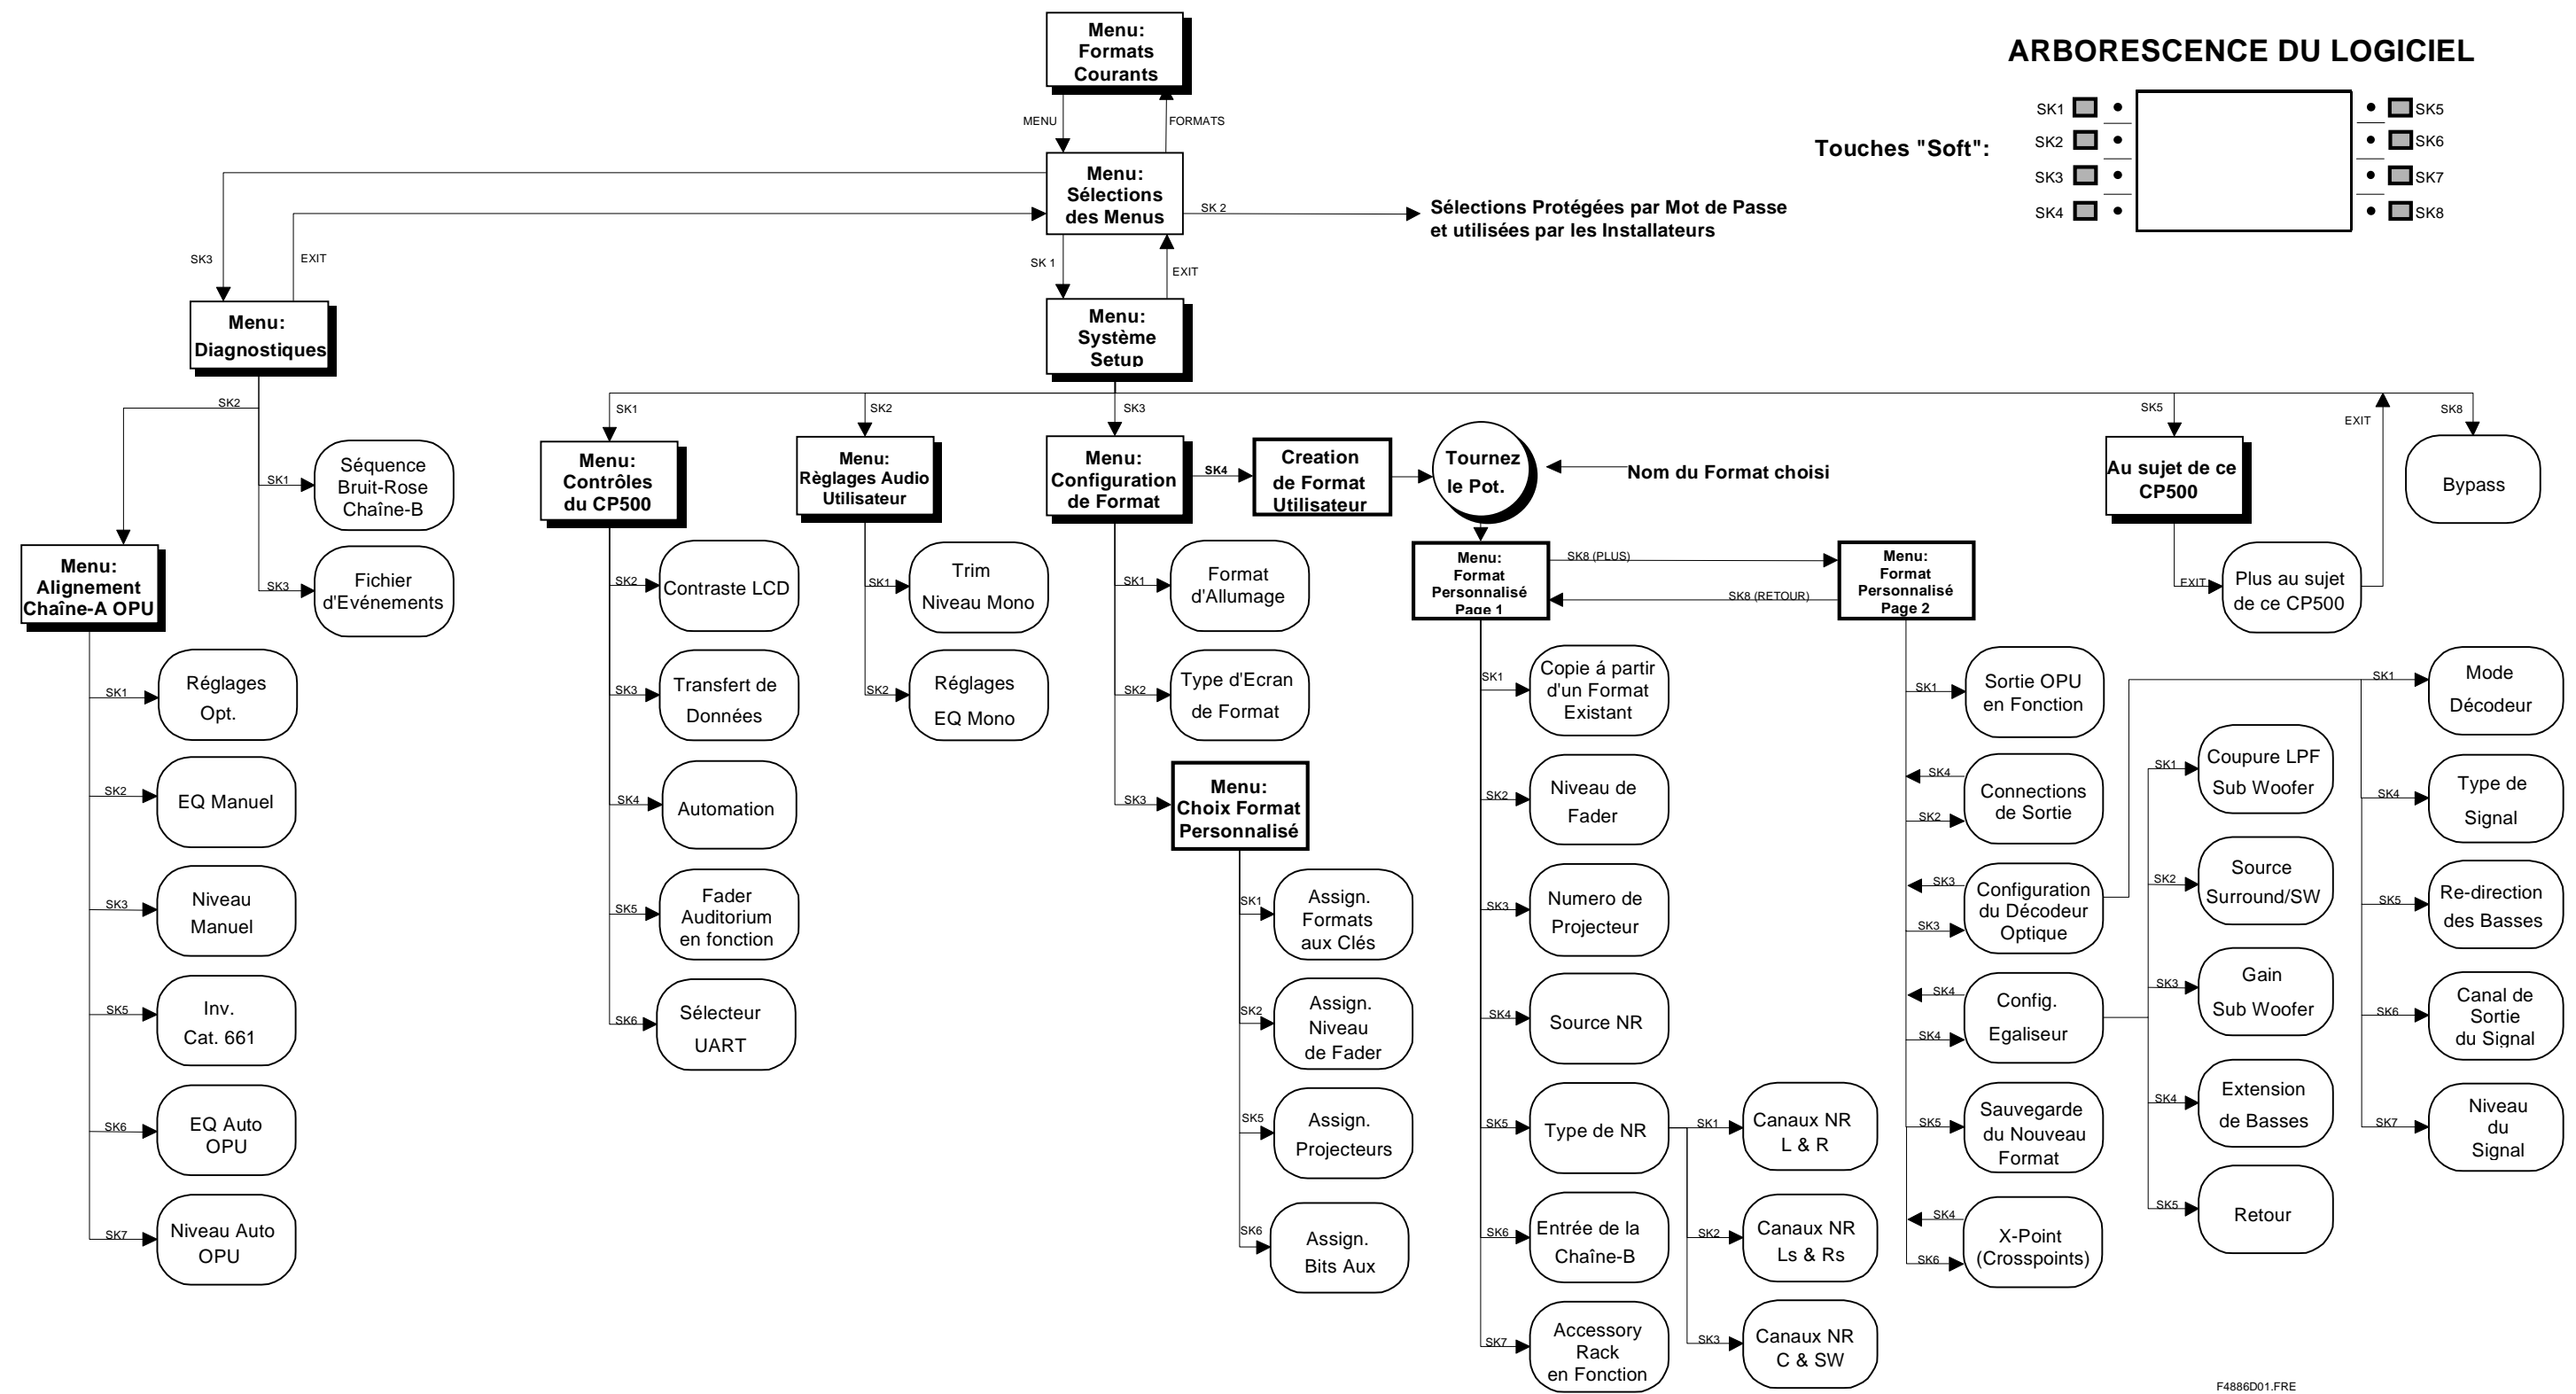 ARBORESCENCE DU LOGICIEL
Touches "Soft":
SK1
SK2
SK3
SK4
SK5
SK6
SK7
SK8
Menu:
Formats
Courants
MENU
FORMATS
Menu:
Sélections
des Menus
SK 2
Sélections Protégées par Mot de Passe
et utilisées par les Installateurs
SK3
EXIT
SK 1
EXIT
Menu:
Diagnostiques
Menu:
Système
Setup
SK2
SK1
Séquence
Bruit-Rose
Chaîne-B
SK3
Fichier
d'Evénements
Menu:
Alignement
Chaîne-A OPU
SK1
Réglages
Opt.
SK2
EQ Manuel
SK3
Niveau
Manuel
SK5
Inv.
Cat. 661
SK6
EQ Auto
OPU
SK7
Niveau Auto
OPU
SK1
Menu:
Contrôles
du CP500
SK2
Contraste LCD
SK3
Transfert de
Données
SK4
Automation
SK5
Fader
Auditorium
en fonction
SK6
Sélecteur
UART
SK2
Menu:
Règlages Audio
Utilisateur
SK1
Trim
Niveau Mono
SK2
Réglages
EQ Mono
SK3
Menu:
Configuration
de Format
SK1
Format
d'Allumage
SK2
Type d'Ecran
de Format
SK3
Menu:
Choix Format
Personnalisé
SK1
Assign.
Formats
aux Clés
SK2
Assign.
Niveau
de Fader
SK5
Assign.
Projecteurs
SK6
Assign.
Bits Aux
SK4
Creation
de Format
Utilisateur
Tournez
le Pot.
Nom du Format choisi
Menu:
Format
Personnalisé
Page 1
SK8 (PLUS)
SK8 (RETOUR)
Menu:
Format
Personnalisé
Page 2
SK1
Copie á partir
d'un Format
Existant
SK2
Niveau de
Fader
SK3
Numero de
Projecteur
SK4
Source NR
SK5
Type de NR
SK1
Canaux NR
L & R
SK2
Canaux NR
Ls & Rs
SK3
Canaux NR
C & SW
SK6
Entrée de la
Chaîne-B
SK7
Accessory
Rack
en Fonction
SK1
Sortie OPU
en Fonction
SK4
SK2
Connections
de Sortie
SK3
SK3
Configuration
du Décodeur
Optique
SK4
SK4
Config.
Egaliseur
SK5
Sauvegarde
du Nouveau
Format
SK4
SK6
X-Point
(Crosspoints)
SK1
Coupure LPF
Sub Woofer
SK2
Source
Surround/SW
SK3
Gain
Sub Woofer
SK4
Extension
de Basses
SK5
Retour
SK1
Mode
Décodeur
SK4
Type de
Signal
SK5
Re-direction
des Basses
SK6
Canal de
Sortie
du Signal
SK7
Niveau
du
Signal
SK5
Au sujet de ce
CP500
EXIT
Plus au sujet
de ce CP500
EXIT
SK8
Bypass
F4886D01.FRE